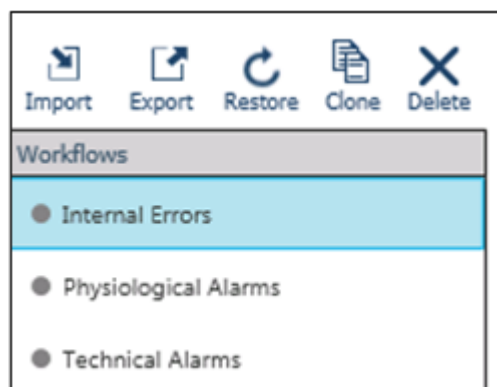 Import Export Restore Clone Delete
Workflows
Internal Errors
Physiological Alarms
Technical Alarms